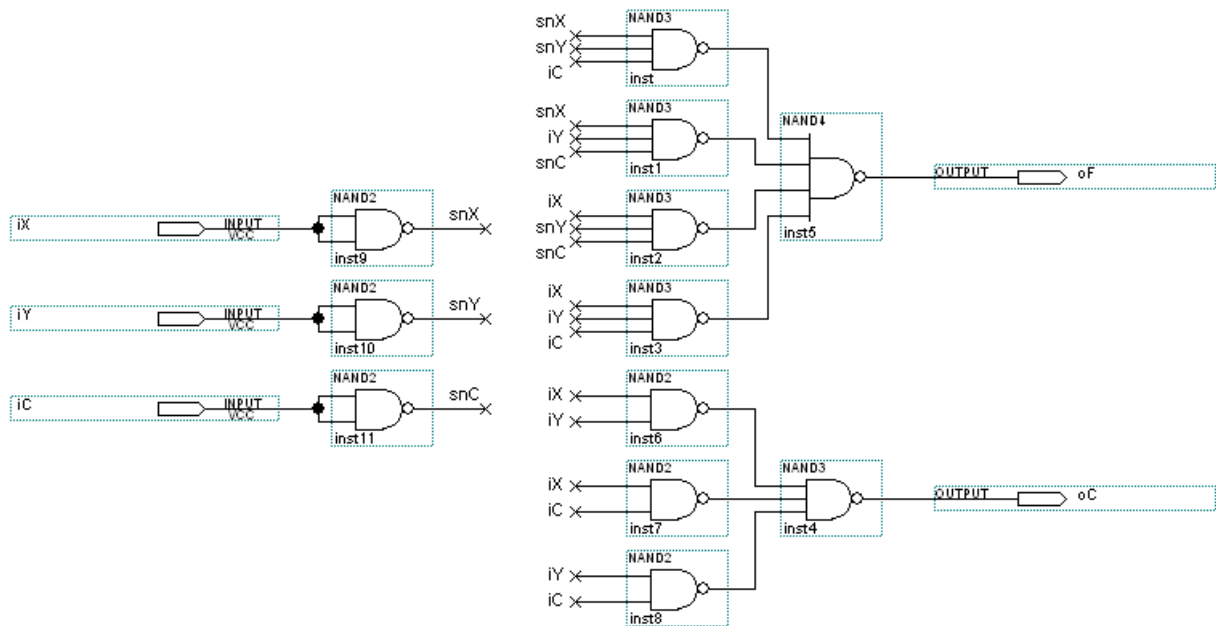 iX
INPUT
VCC
NAND2
inst9
snX
iY
INPUT
VCC
NAND2
inst10
snY
iC
INPUT
VCC
NAND2
inst11
snC
snX
snY
iC
NAND3
inst
snX
iY
snC
NAND3
inst1
iX
snY
snC
NAND3
inst2
iX
iY
iC
NAND3
inst3
NAND4
inst5
OUTPUT
oF
iX
iY
NAND2
inst6
iX
iC
NAND2
inst7
iY
iC
NAND2
inst8
NAND3
inst4
OUTPUT
oC